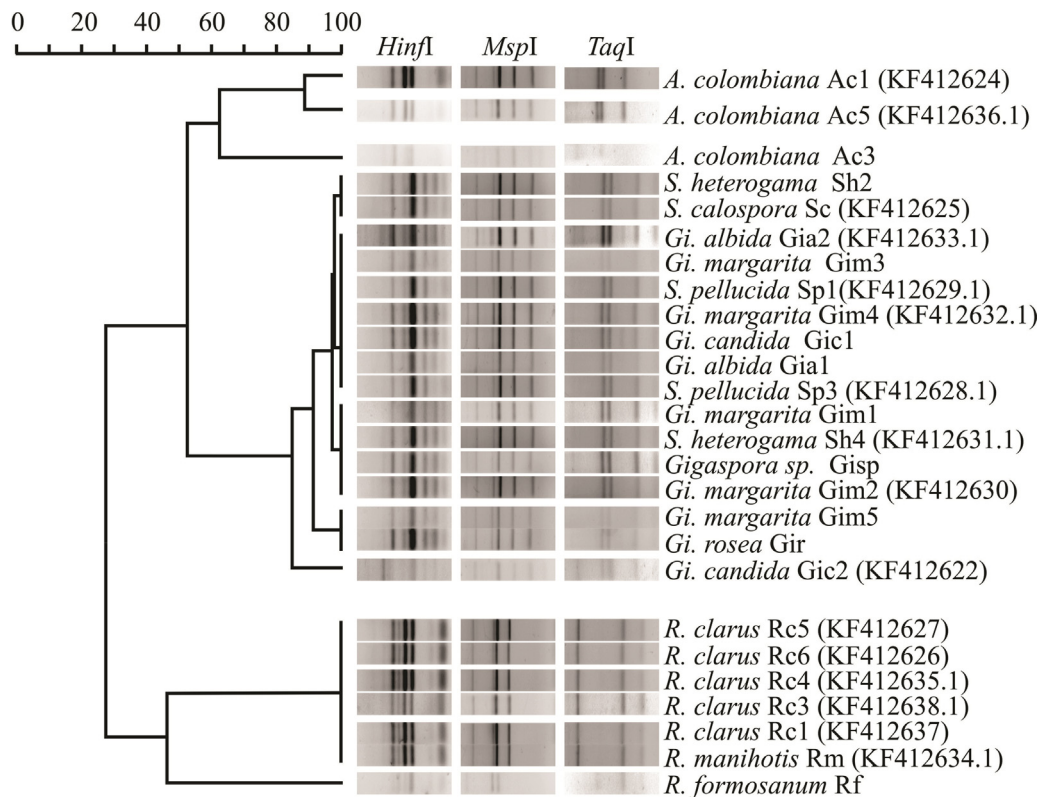 0 20 40 60 80 100
HinfI MspI TaqI
A. colombiana Ac1 (KF412624)
A. colombiana Ac5 (KF412636.1)
A. colombiana Ac3
S. heterogama Sh2
S. calospora Sc (KF412625)
Gi. albida Gia2 (KF412633.1)
Gi. margarita Gim3
S. pellucida Sp1(KF412629.1)
Gi. margarita Gim4 (KF412632.1)
Gi. candida Gic1
Gi. albida Gia1
S. pellucida Sp3 (KF412628.1)
Gi. margarita Gim1
S. heterogama Sh4 (KF412631.1)
Gigaspora sp. Gisp
Gi. margarita Gim2 (KF412630)
Gi. margarita Gim5
Gi. rosea Gir
Gi. candida Gic2 (KF412622)
R. clarus Rc5 (KF412627)
R. clarus Rc6 (KF412626)
R. clarus Rc4 (KF412635.1)
R. clarus Rc3 (KF412638.1)
R. clarus Rc1 (KF412637)
R. manihotis Rm (KF412634.1)
R. formosanum Rf